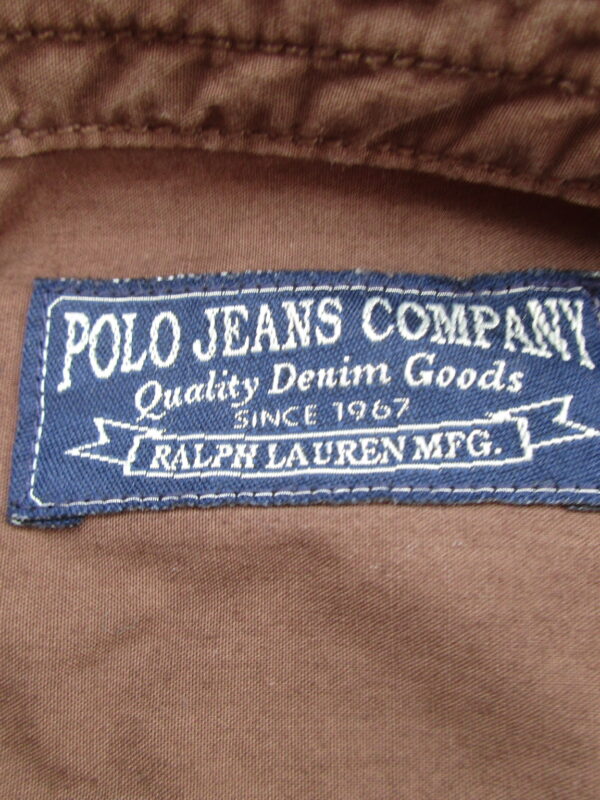 POLO JEANS COMPANY
Quality Denim Goods
SINCE 1967
RALPH LAUREN MFG.